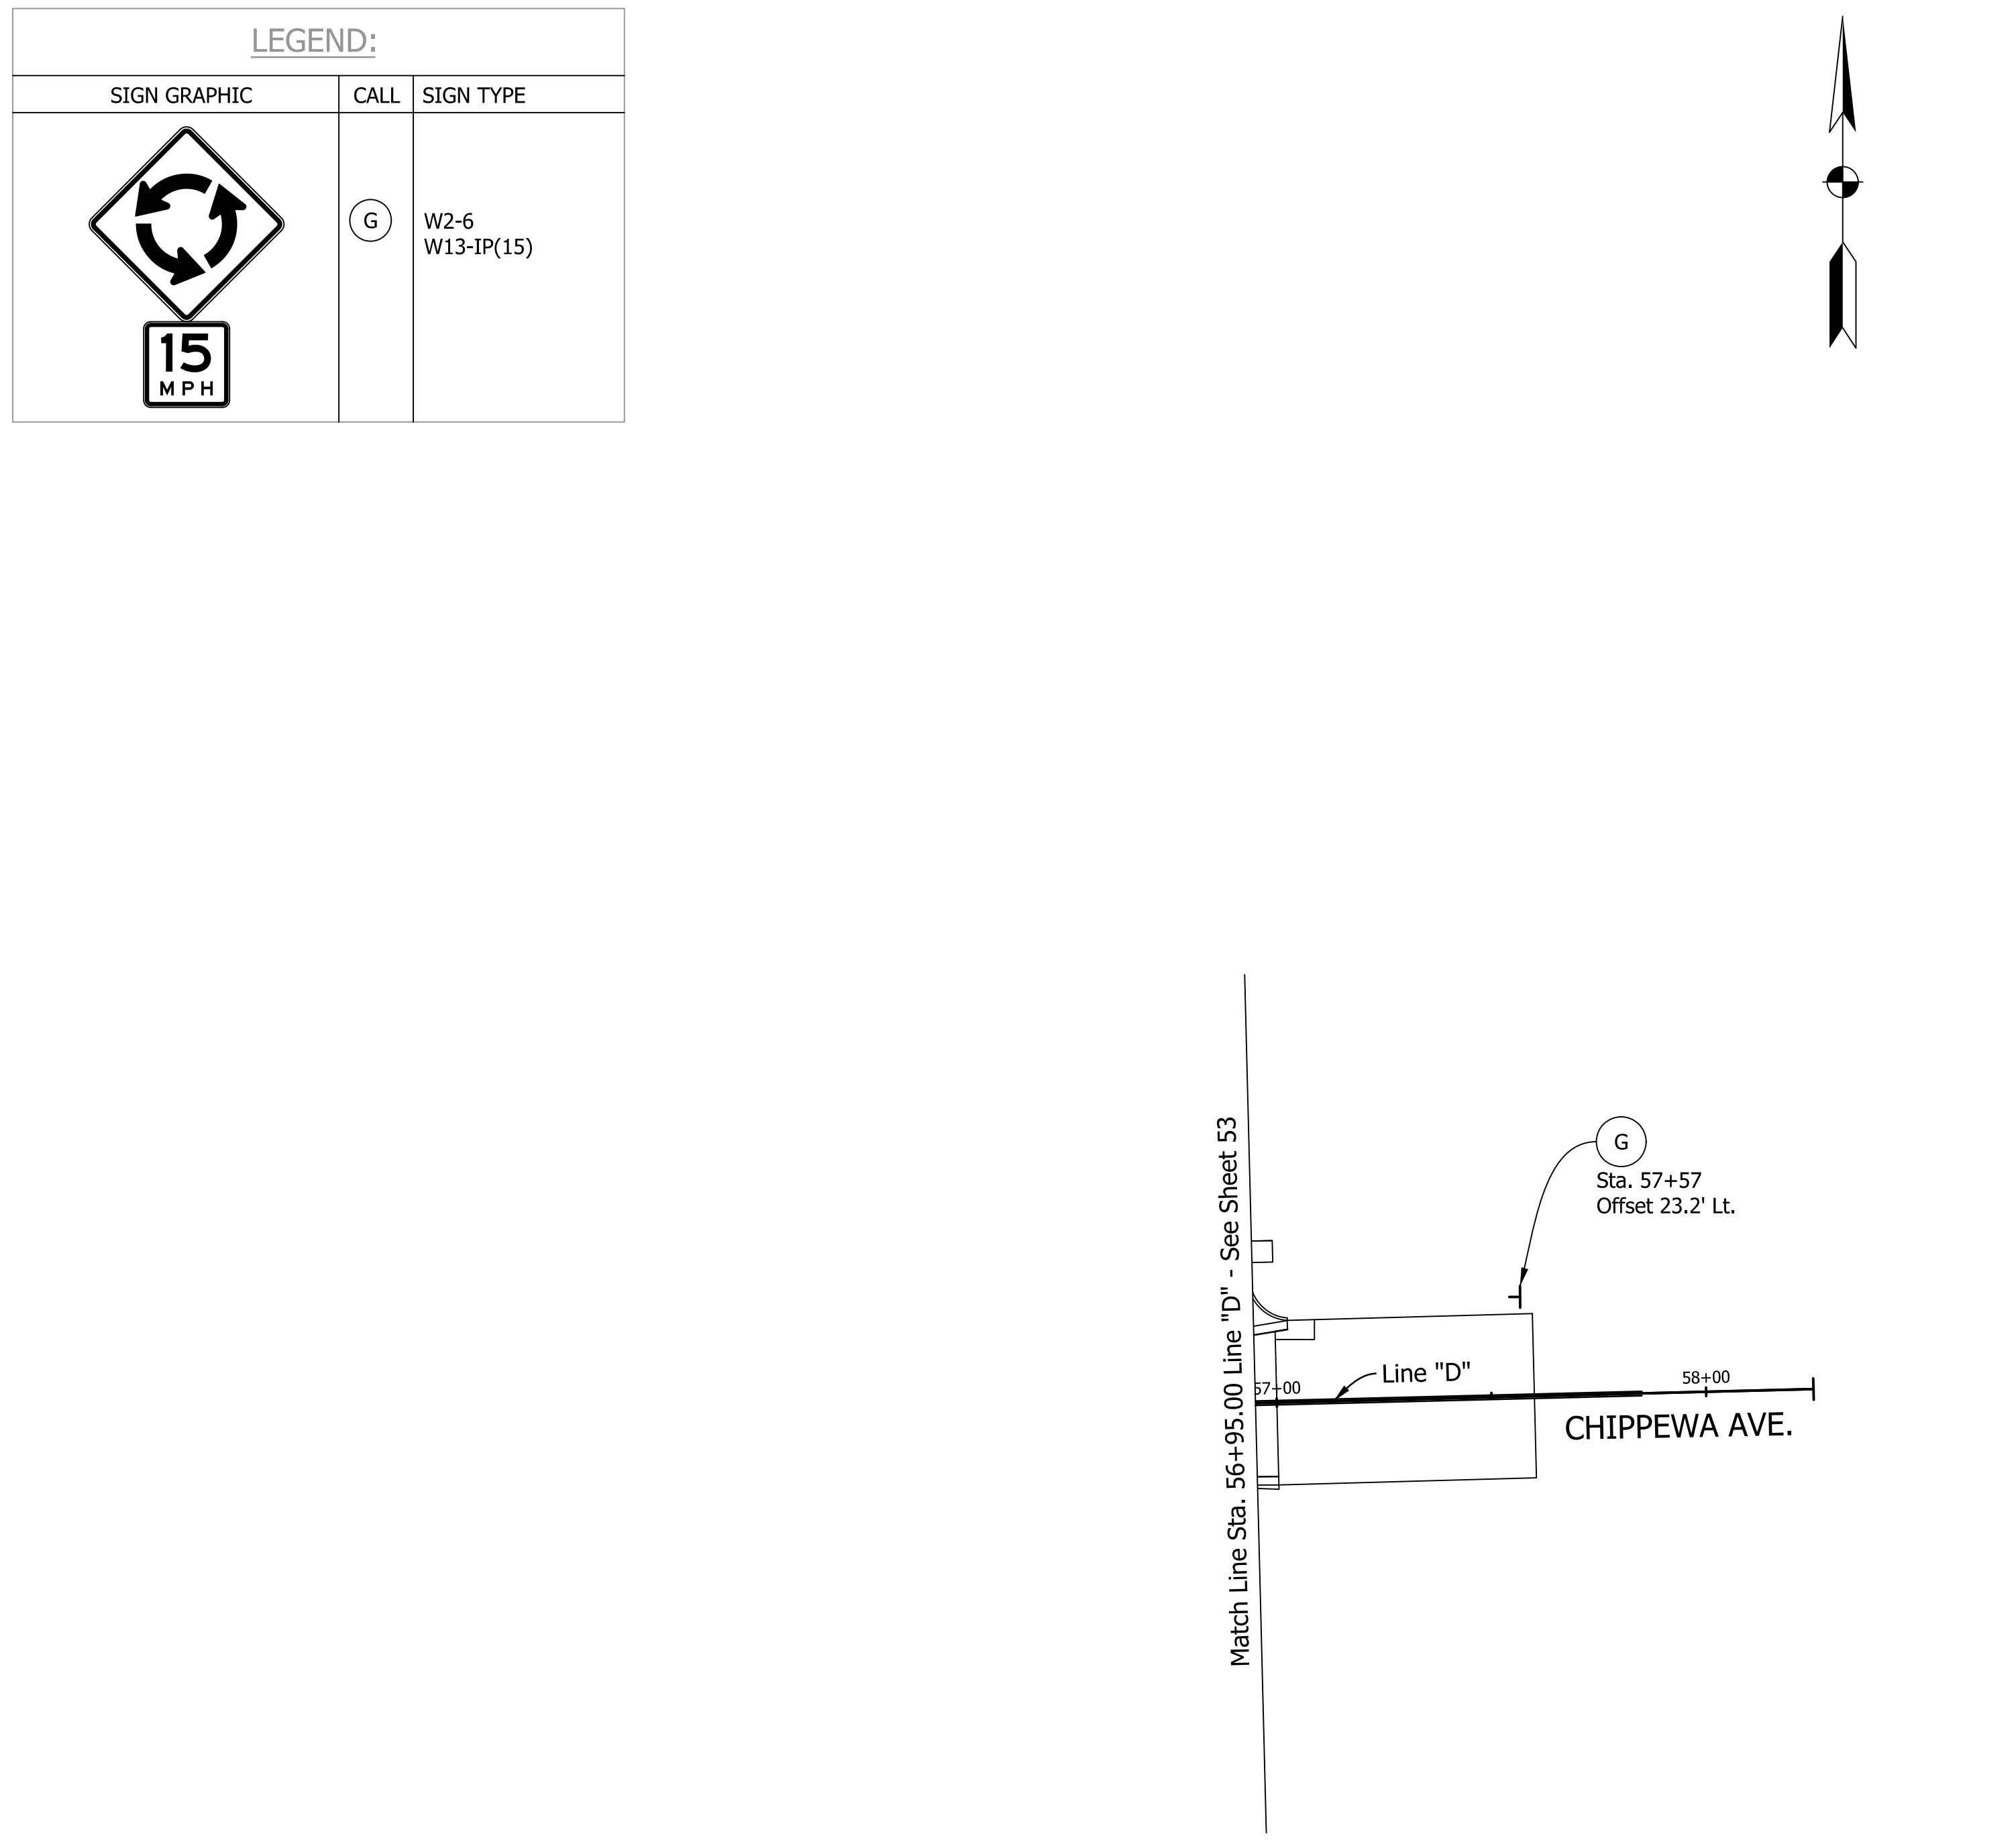 LEGEND:
SIGN GRAPHIC
CALL
SIGN TYPE
15
MPH
G
W2-6
W13-IP(15)
Match Line Sta. 56+95.00 Line "D" - See Sheet 53
G
Sta. 57+57
Offset 23.2' Lt.
Line "D"
57+00
58+00
CHIPPEWA AVE.